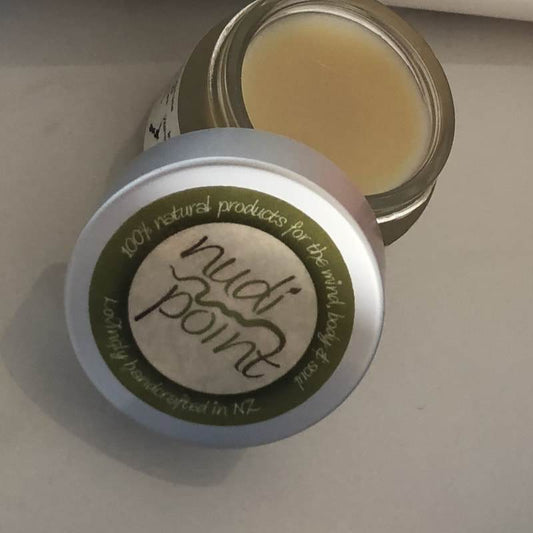 100% natural products for the mind, body & soul
nudi
point
Lovingly handcrafted in NZ